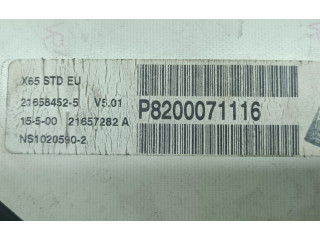 X65 STD EU
21658452-5 V5.01
P8200071116
15-5-00 21657282 A
NS1020590-2